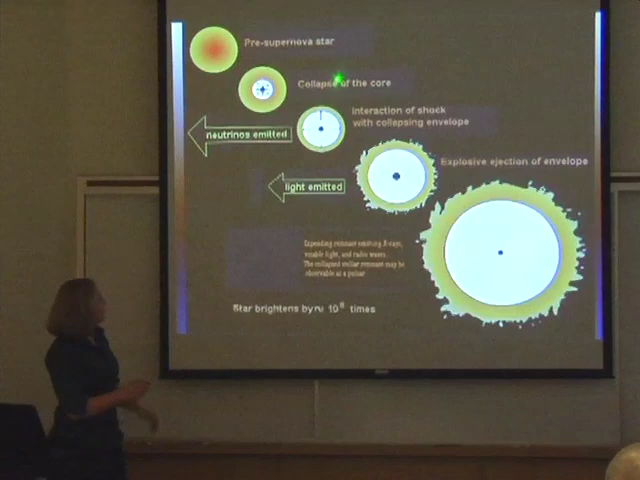 Pre-supernova star
Collapse of the core
Interaction of shock
with collapsing envelope
neutrinos emitted
Explosive ejection of envelope
light emitted
Expanding remnant emitting X-rays,
visible light, and radio waves.
The collapsed stellar remnant may be
observable as a pulsar
Star brightens by ~ 10⁸ times